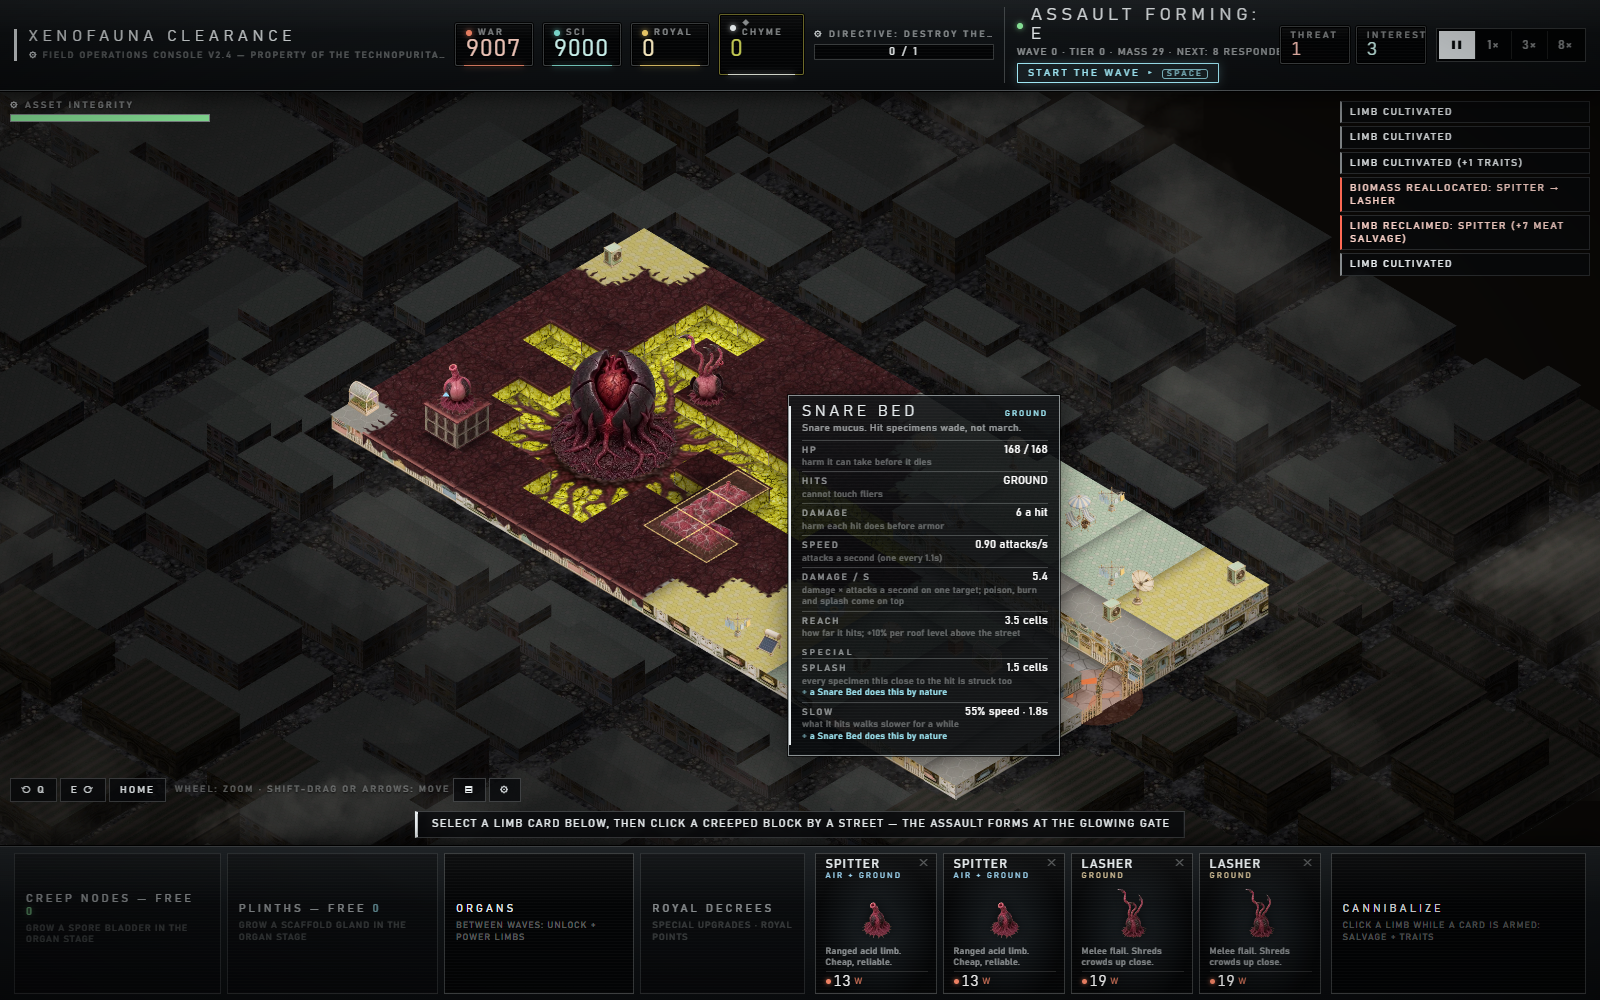 XENOFAUNA CLEARANCE
FIELD OPERATIONS CONSOLE V2.4 — PROPERTY OF THE TECHNOPURITA…
WAR
9007
SCI
9000
ROYAL
0
CHYME
0
DIRECTIVE: DESTROY THE…
0 / 1
ASSAULT FORMING:
E
WAVE 0 · TIER 0 · MASS 29 · NEXT: 8 RESPONDE
START THE WAVE ▸ SPACE
THREAT
1
INTEREST
3
1×
3×
8×
ASSET INTEGRITY
LIMB CULTIVATED
LIMB CULTIVATED
LIMB CULTIVATED (+1 TRAITS)
BIOMASS REALLOCATED: SPITTER →
LASHER
LIMB RECLAIMED: SPITTER (+7 MEAT
SALVAGE)
LIMB CULTIVATED
SNARE BED
GROUND
Snare mucus. Hit specimens wade, not march.
HP
168 / 168
harm it can take before it dies
HITS
GROUND
cannot touch fliers
DAMAGE
6 a hit
harm each hit does before armor
SPEED
0.90 attacks/s
attacks a second (one every 1.1s)
DAMAGE / S
5.4
damage × attacks a second on one target; poison, burn
and splash come on top
REACH
3.5 cells
how far it hits; +10% per roof level above the street
SPECIAL
SPLASH
1.5 cells
every specimen this close to the hit is struck too
+ a Snare Bed does this by nature
SLOW
55% speed · 1.8s
what it hits walks slower for a while
+ a Snare Bed does this by nature
Q
E
HOME
WHEEL: ZOOM · SHIFT-DRAG OR ARROWS: MOVE
SELECT A LIMB CARD BELOW, THEN CLICK A CREEPED BLOCK BY A STREET — THE ASSAULT FORMS AT THE GLOWING GATE
CREEP NODES — FREE
0
GROW A SPORE BLADDER IN THE
ORGAN STAGE
PLINTHS — FREE 0
GROW A SCAFFOLD GLAND IN THE
ORGAN STAGE
ORGANS
BETWEEN WAVES: UNLOCK +
POWER LIMBS
ROYAL DECREES
SPECIAL UPGRADES · ROYAL
POINTS
SPITTER ×
AIR + GROUND
Ranged acid limb.
Cheap, reliable.
13 W
SPITTER ×
AIR + GROUND
Ranged acid limb.
Cheap, reliable.
13 W
LASHER ×
GROUND
Melee flail. Shreds
crowds up close.
19 W
LASHER ×
GROUND
Melee flail. Shreds
crowds up close.
19 W
CANNIBALIZE
CLICK A LIMB WHILE A CARD IS ARMED:
SALVAGE + TRAITS